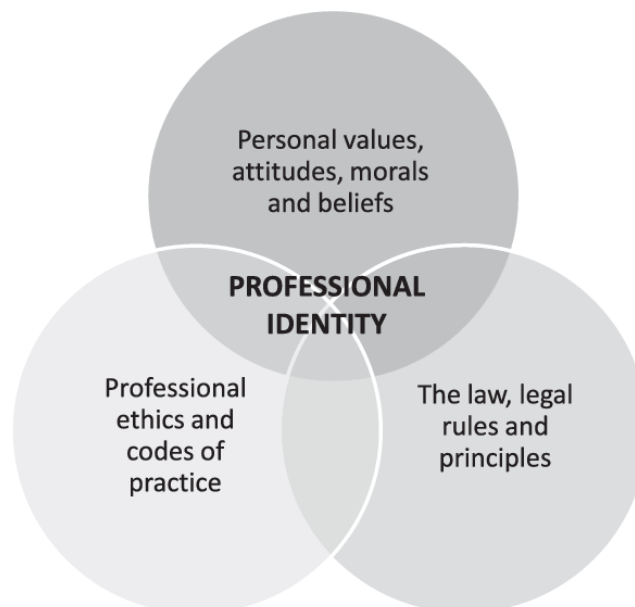 Personal values,
attitudes, morals
and beliefs
PROFESSIONAL
IDENTITY
Professional
ethics and
codes of
practice
The law, legal
rules and
principles